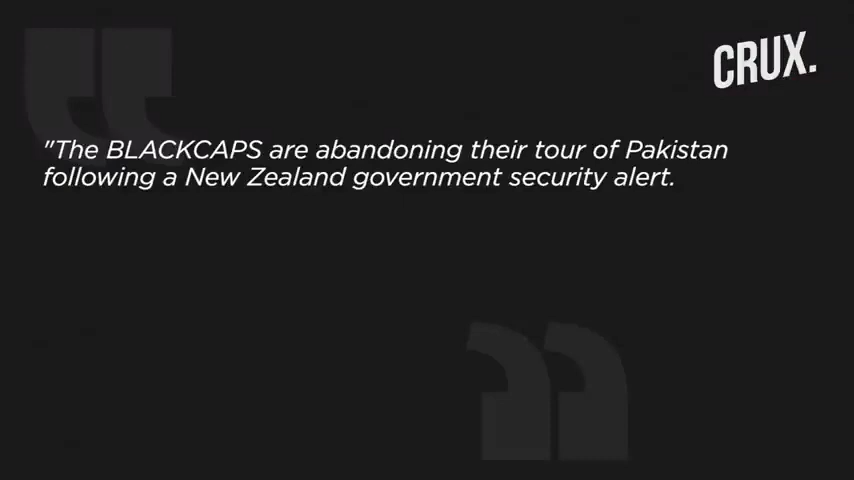 CRUX.
"The BLACKCAPS are abandoning their tour of Pakistan
following a New Zealand government security alert.